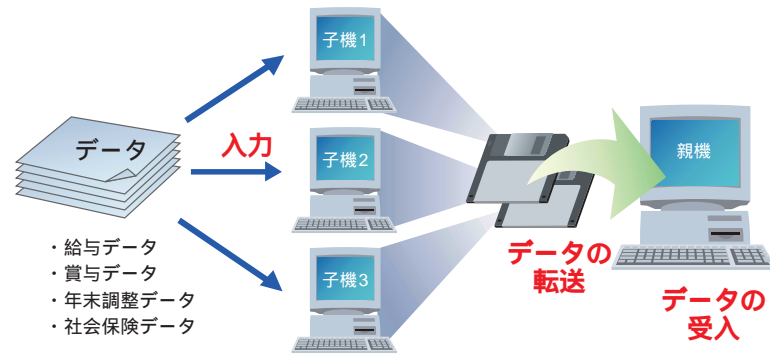 データ
・給与データ
・賞与データ
・年末調整データ
・社会保険データ
入力
子機1
子機2
子機3
データの
転送
親機
データの
受入